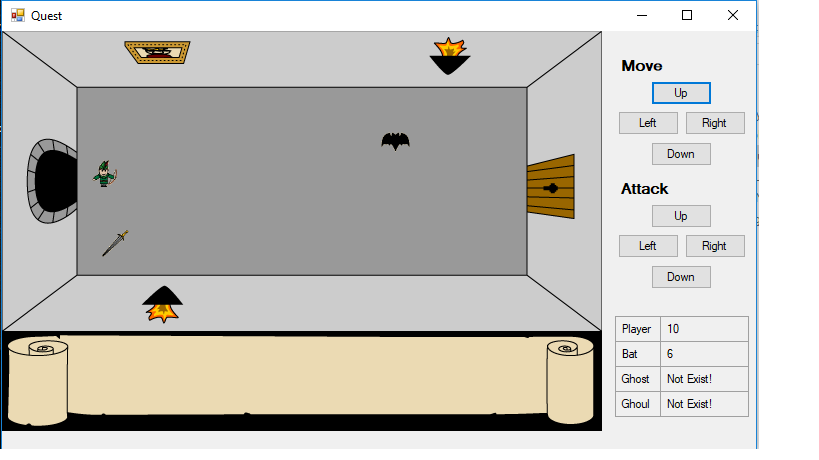 Quest
Move
Up
Left Right
Down
Attack
Up
Left Right
Down
Player 10
Bat 6
Ghost Not Exist!
Ghoul Not Exist!